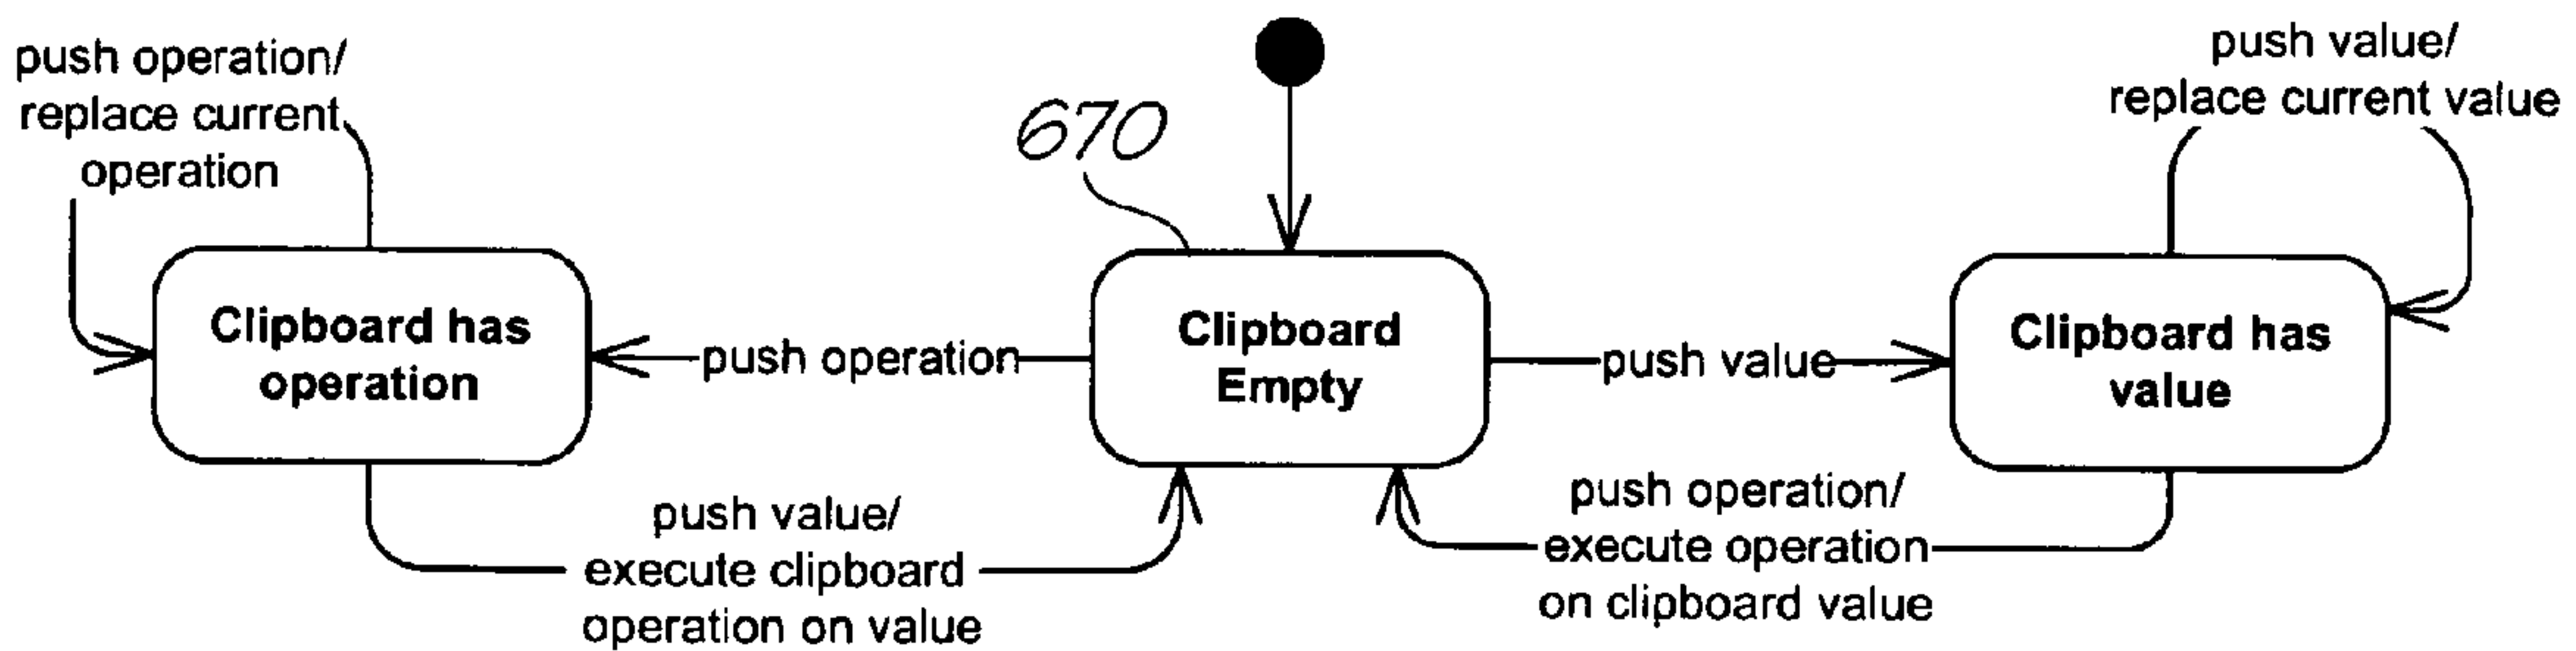 push operation/
replace current
operation
670
push value/
replace current value
Clipboard has
operation
push operation
Clipboard
Empty
push value
Clipboard has
value
push value/
execute clipboard
operation on value
push operation/
execute operation
on clipboard value